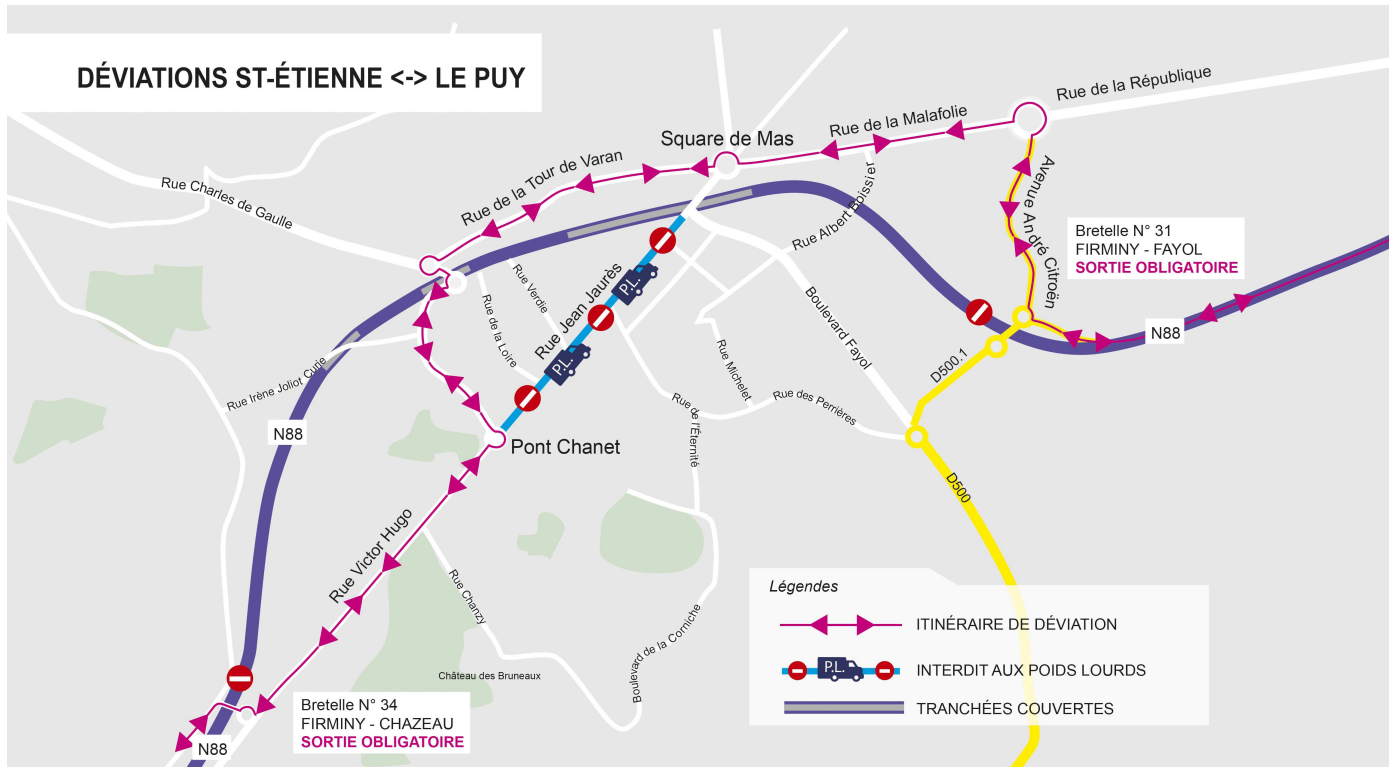 DÉVIATIONS ST-ÉTIENNE <-> LE PUY
Rue de la République
Rue de la Malafolie
Square de Mas
Rue de la Tour de Varan
Rue Charles de Gaulle
Avenue André Citroën
Rue Albert Boissier
Bretelle N° 31
FIRMINY - FAYOL
SORTIE OBLIGATOIRE
N88
Rue Verdie
Rue de la Loire
Rue Jean Jaurès
P.L.
P.L.
Boulevard Fayol
D500.1
Rue Michelet
Rue Irène Joliot Curie
Rue des Perrières
Rue de l'Éternité
N88
Pont Chanet
D500
Rue Victor Hugo
Rue Chanzy
Boulevard de la Corniche
Château des Bruneaux
Bretelle N° 34
FIRMINY - CHAZEAU
SORTIE OBLIGATOIRE
N88
Légendes
ITINÉRAIRE DE DÉVIATION
P.L.
INTERDIT AUX POIDS LOURDS
TRANCHÉES COUVERTES